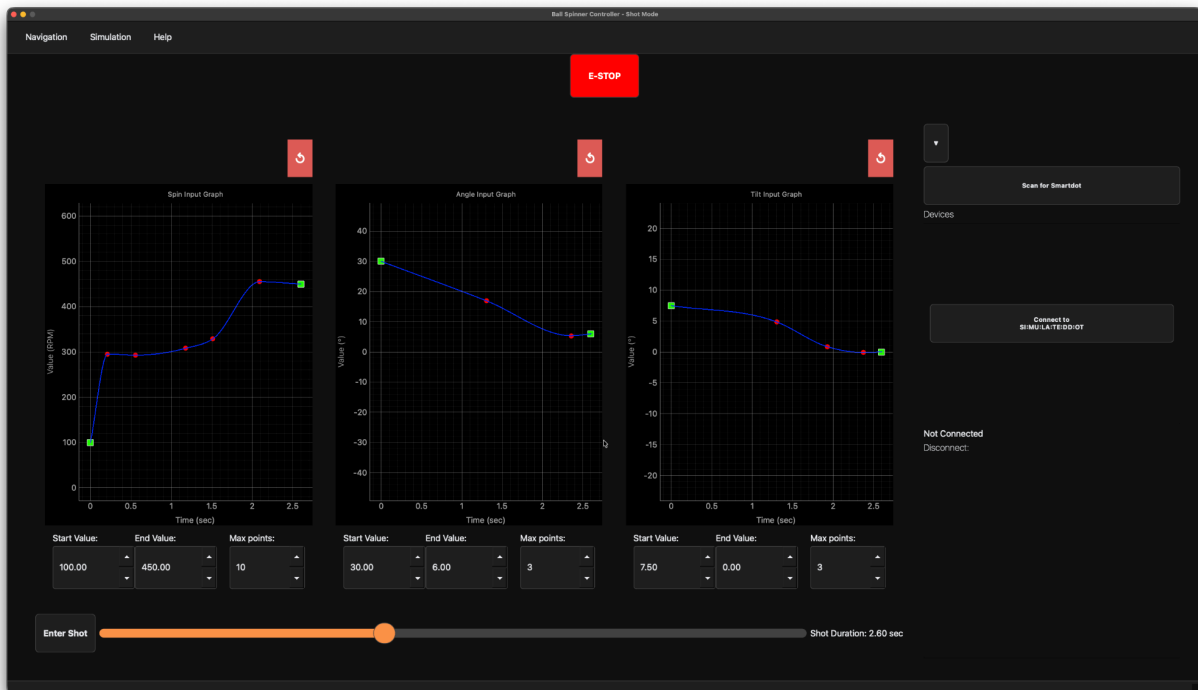 Ball Spinner Controller - Shot Mode
Navigation Simulation Help
E-STOP
Spin Input Graph
600
500
400
300
200
100
0
Value (RPM)
0 0.5 1 1.5 2 2.5
Time (sec)
Start Value: End Value: Max points:
100.00 450.00 10
Angle Input Graph
40
30
20
10
0
-10
-20
-30
-40
Value (°)
0 0.5 1 1.5 2 2.5
Time (sec)
Start Value: End Value: Max points:
30.00 6.00 3
Tilt Input Graph
20
15
10
5
0
-5
-10
-15
-20
Value (°)
0 0.5 1 1.5 2 2.5
Time (sec)
Start Value: End Value: Max points:
7.50 0.00 3
Enter Shot
Shot Duration: 2.60 sec
Scan for Smartdot
Devices
Connect to
SI:MU:LA:TE:DD:OT
Not Connected
Disconnect: